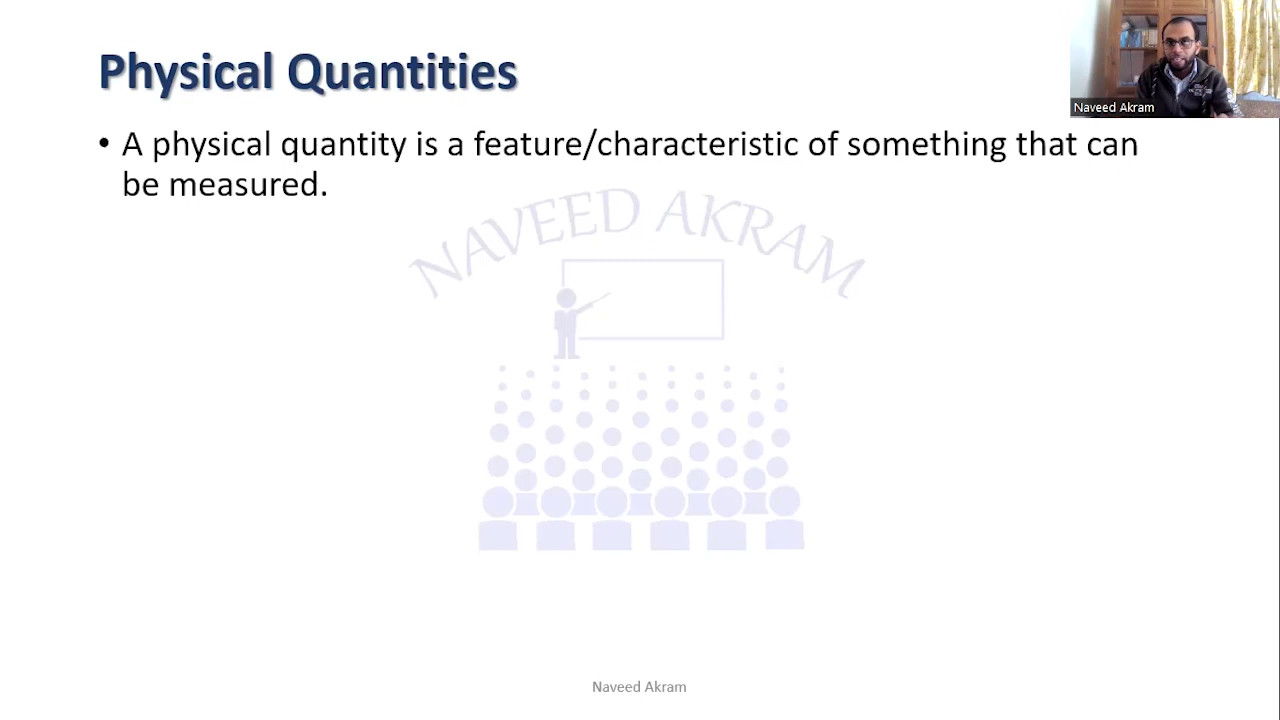 Physical Quantities
Naveed Akram
• A physical quantity is a feature/characteristic of something that can
be measured.
NAVEED AKRAM
Naveed Akram